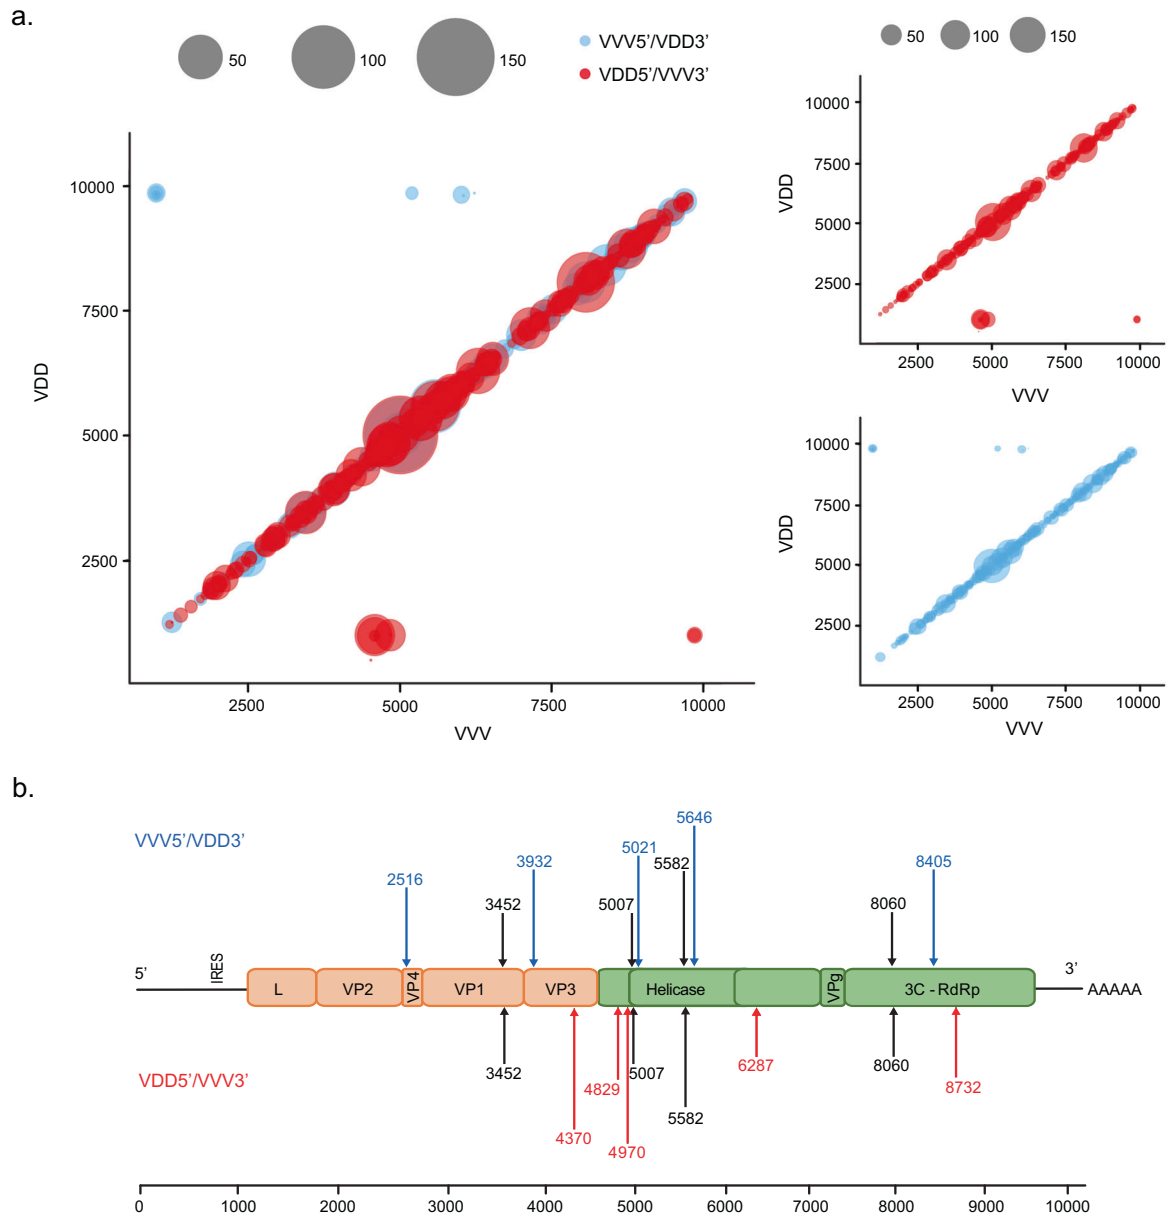 a.
50 100 150
VVV5’/VDD3’
VDD5’/VVV3’
10000
7500
5000
2500
VDD
2500 5000 7500 10000
VVV
50 100 150
10000
7500
5000
2500
VDD
2500 5000 7500 10000
VVV
10000
7500
5000
2500
VDD
2500 5000 7500 10000
VVV
b.
VVV5’/VDD3’
2516 3932 5021 5646 8405
3452 5007 5582 8060
5’ IRES L VP2 VP4 VP1 VP3 Helicase VPg 3C - RdRp 3’ AAAAA
VDD5’/VVV3’
3452 5007 5582 8060
4370 4829 4970 6287 8732
0 1000 2000 3000 4000 5000 6000 7000 8000 9000 10000